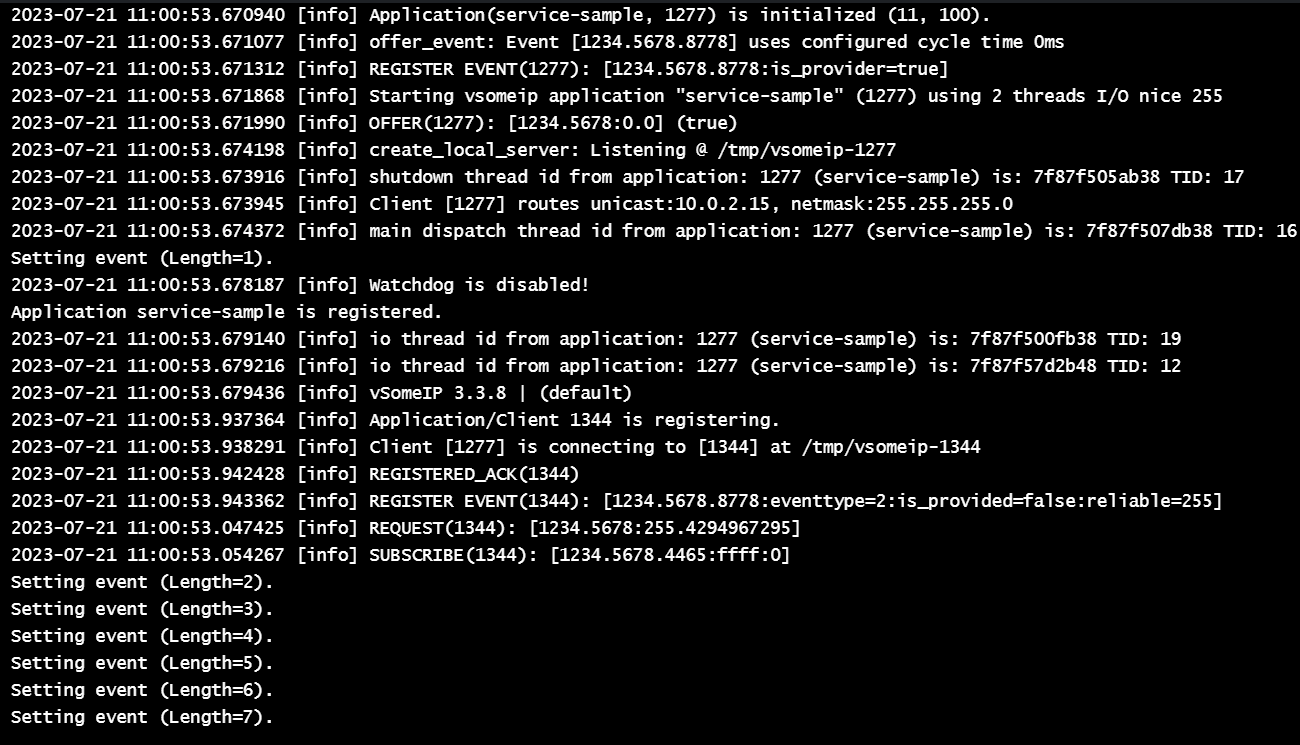 2023-07-21 11:00:53.670940 [info] Application(service-sample, 1277) is initialized (11, 100).
2023-07-21 11:00:53.671077 [info] offer_event: Event [1234.5678.8778] uses configured cycle time 0ms
2023-07-21 11:00:53.671312 [info] REGISTER EVENT(1277): [1234.5678.8778:is_provider=true]
2023-07-21 11:00:53.671868 [info] Starting vsomeip application "service-sample" (1277) using 2 threads I/O nice 255
2023-07-21 11:00:53.671990 [info] OFFER(1277): [1234.5678:0.0] (true)
2023-07-21 11:00:53.674198 [info] create_local_server: Listening @ /tmp/vsomeip-1277
2023-07-21 11:00:53.673916 [info] shutdown thread id from application: 1277 (service-sample) is: 7f87f505ab38 TID: 17
2023-07-21 11:00:53.673945 [info] Client [1277] routes unicast:10.0.2.15, netmask:255.255.255.0
2023-07-21 11:00:53.674372 [info] main dispatch thread id from application: 1277 (service-sample) is: 7f87f507db38 TID: 16
Setting event (Length=1).
2023-07-21 11:00:53.678187 [info] Watchdog is disabled!
Application service-sample is registered.
2023-07-21 11:00:53.679140 [info] io thread id from application: 1277 (service-sample) is: 7f87f500fb38 TID: 19
2023-07-21 11:00:53.679216 [info] io thread id from application: 1277 (service-sample) is: 7f87f57d2b48 TID: 12
2023-07-21 11:00:53.679436 [info] vSomeIP 3.3.8 | (default)
2023-07-21 11:00:53.937364 [info] Application/Client 1344 is registering.
2023-07-21 11:00:53.938291 [info] Client [1277] is connecting to [1344] at /tmp/vsomeip-1344
2023-07-21 11:00:53.942428 [info] REGISTERED_ACK(1344)
2023-07-21 11:00:53.943362 [info] REGISTER EVENT(1344): [1234.5678.8778:eventtype=2:is_provided=false:reliable=255]
2023-07-21 11:00:53.047425 [info] REQUEST(1344): [1234.5678:255.4294967295]
2023-07-21 11:00:53.054267 [info] SUBSCRIBE(1344): [1234.5678.4465:ffff:0]
Setting event (Length=2).
Setting event (Length=3).
Setting event (Length=4).
Setting event (Length=5).
Setting event (Length=6).
Setting event (Length=7).